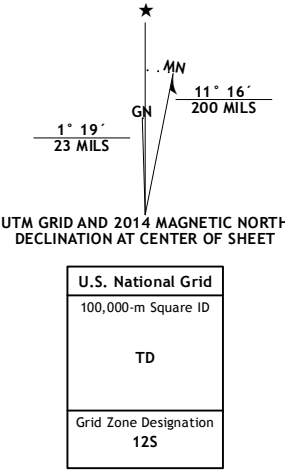 MN
11° 16´
200 MILS
GN
1° 19´
23 MILS
UTM GRID AND 2014 MAGNETIC NORTH
DECLINATION AT CENTER OF SHEET
U.S. National Grid
100,000-m Square ID
TD
Grid Zone Designation
12S